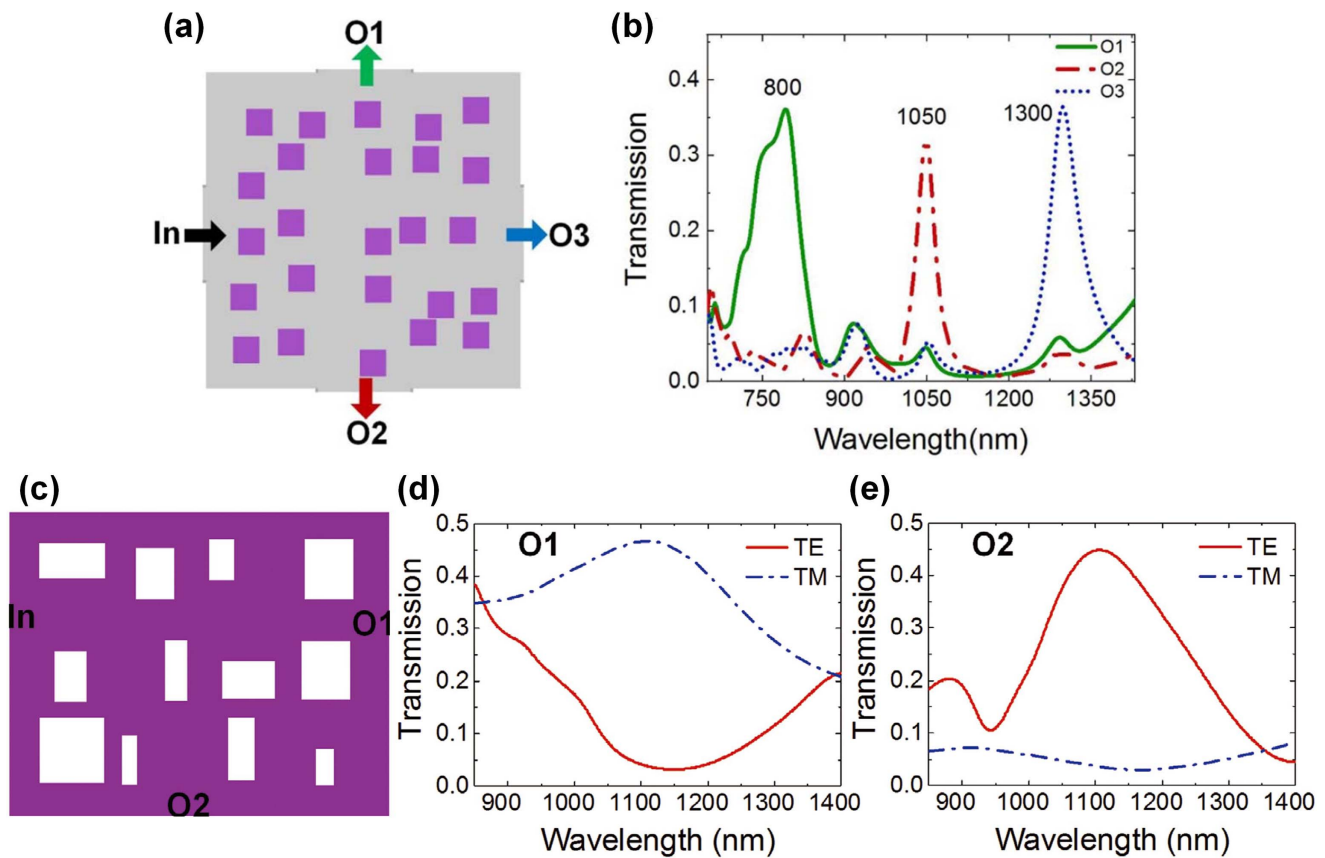 (a)
O1
In
O3
O2
(b)
O1
O2
O3
800
1050
1300
0.4
0.3
0.2
0.1
0.0
Transmission
750 900 1050 1200 1350
Wavelength(nm)
(c)
In
O1
O2
(d)
O1
TE
TM
0.5
0.4
0.3
0.2
0.1
0.0
Transmission
900 1000 1100 1200 1300 1400
Wavelength (nm)
(e)
O2
TE
TM
0.5
0.4
0.3
0.2
0.1
0.0
Transmission
900 1000 1100 1200 1300 1400
Wavelength (nm)